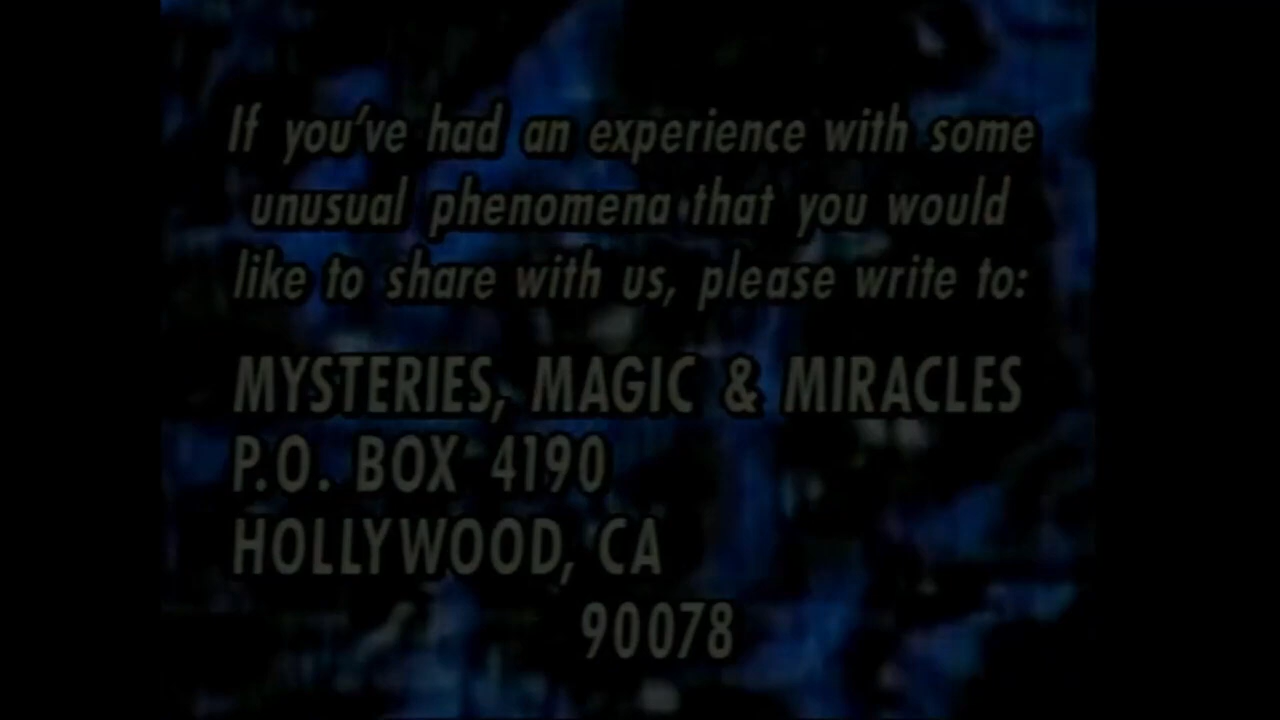 If you've had an experience with some
unusual phenomena that you would
like to share with us, please write to:
MYSTERIES, MAGIC & MIRACLES
P.O. BOX 4190
HOLLYWOOD, CA
90078